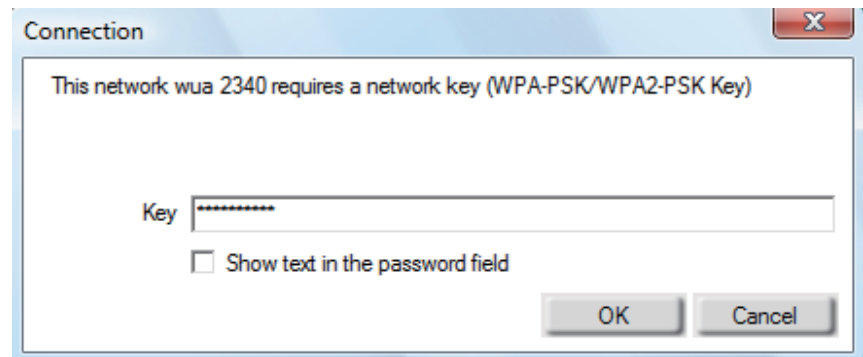 Connection
This network wua 2340 requires a network key (WPA-PSK/WPA2-PSK Key)
Key **********
Show text in the password field
OK Cancel